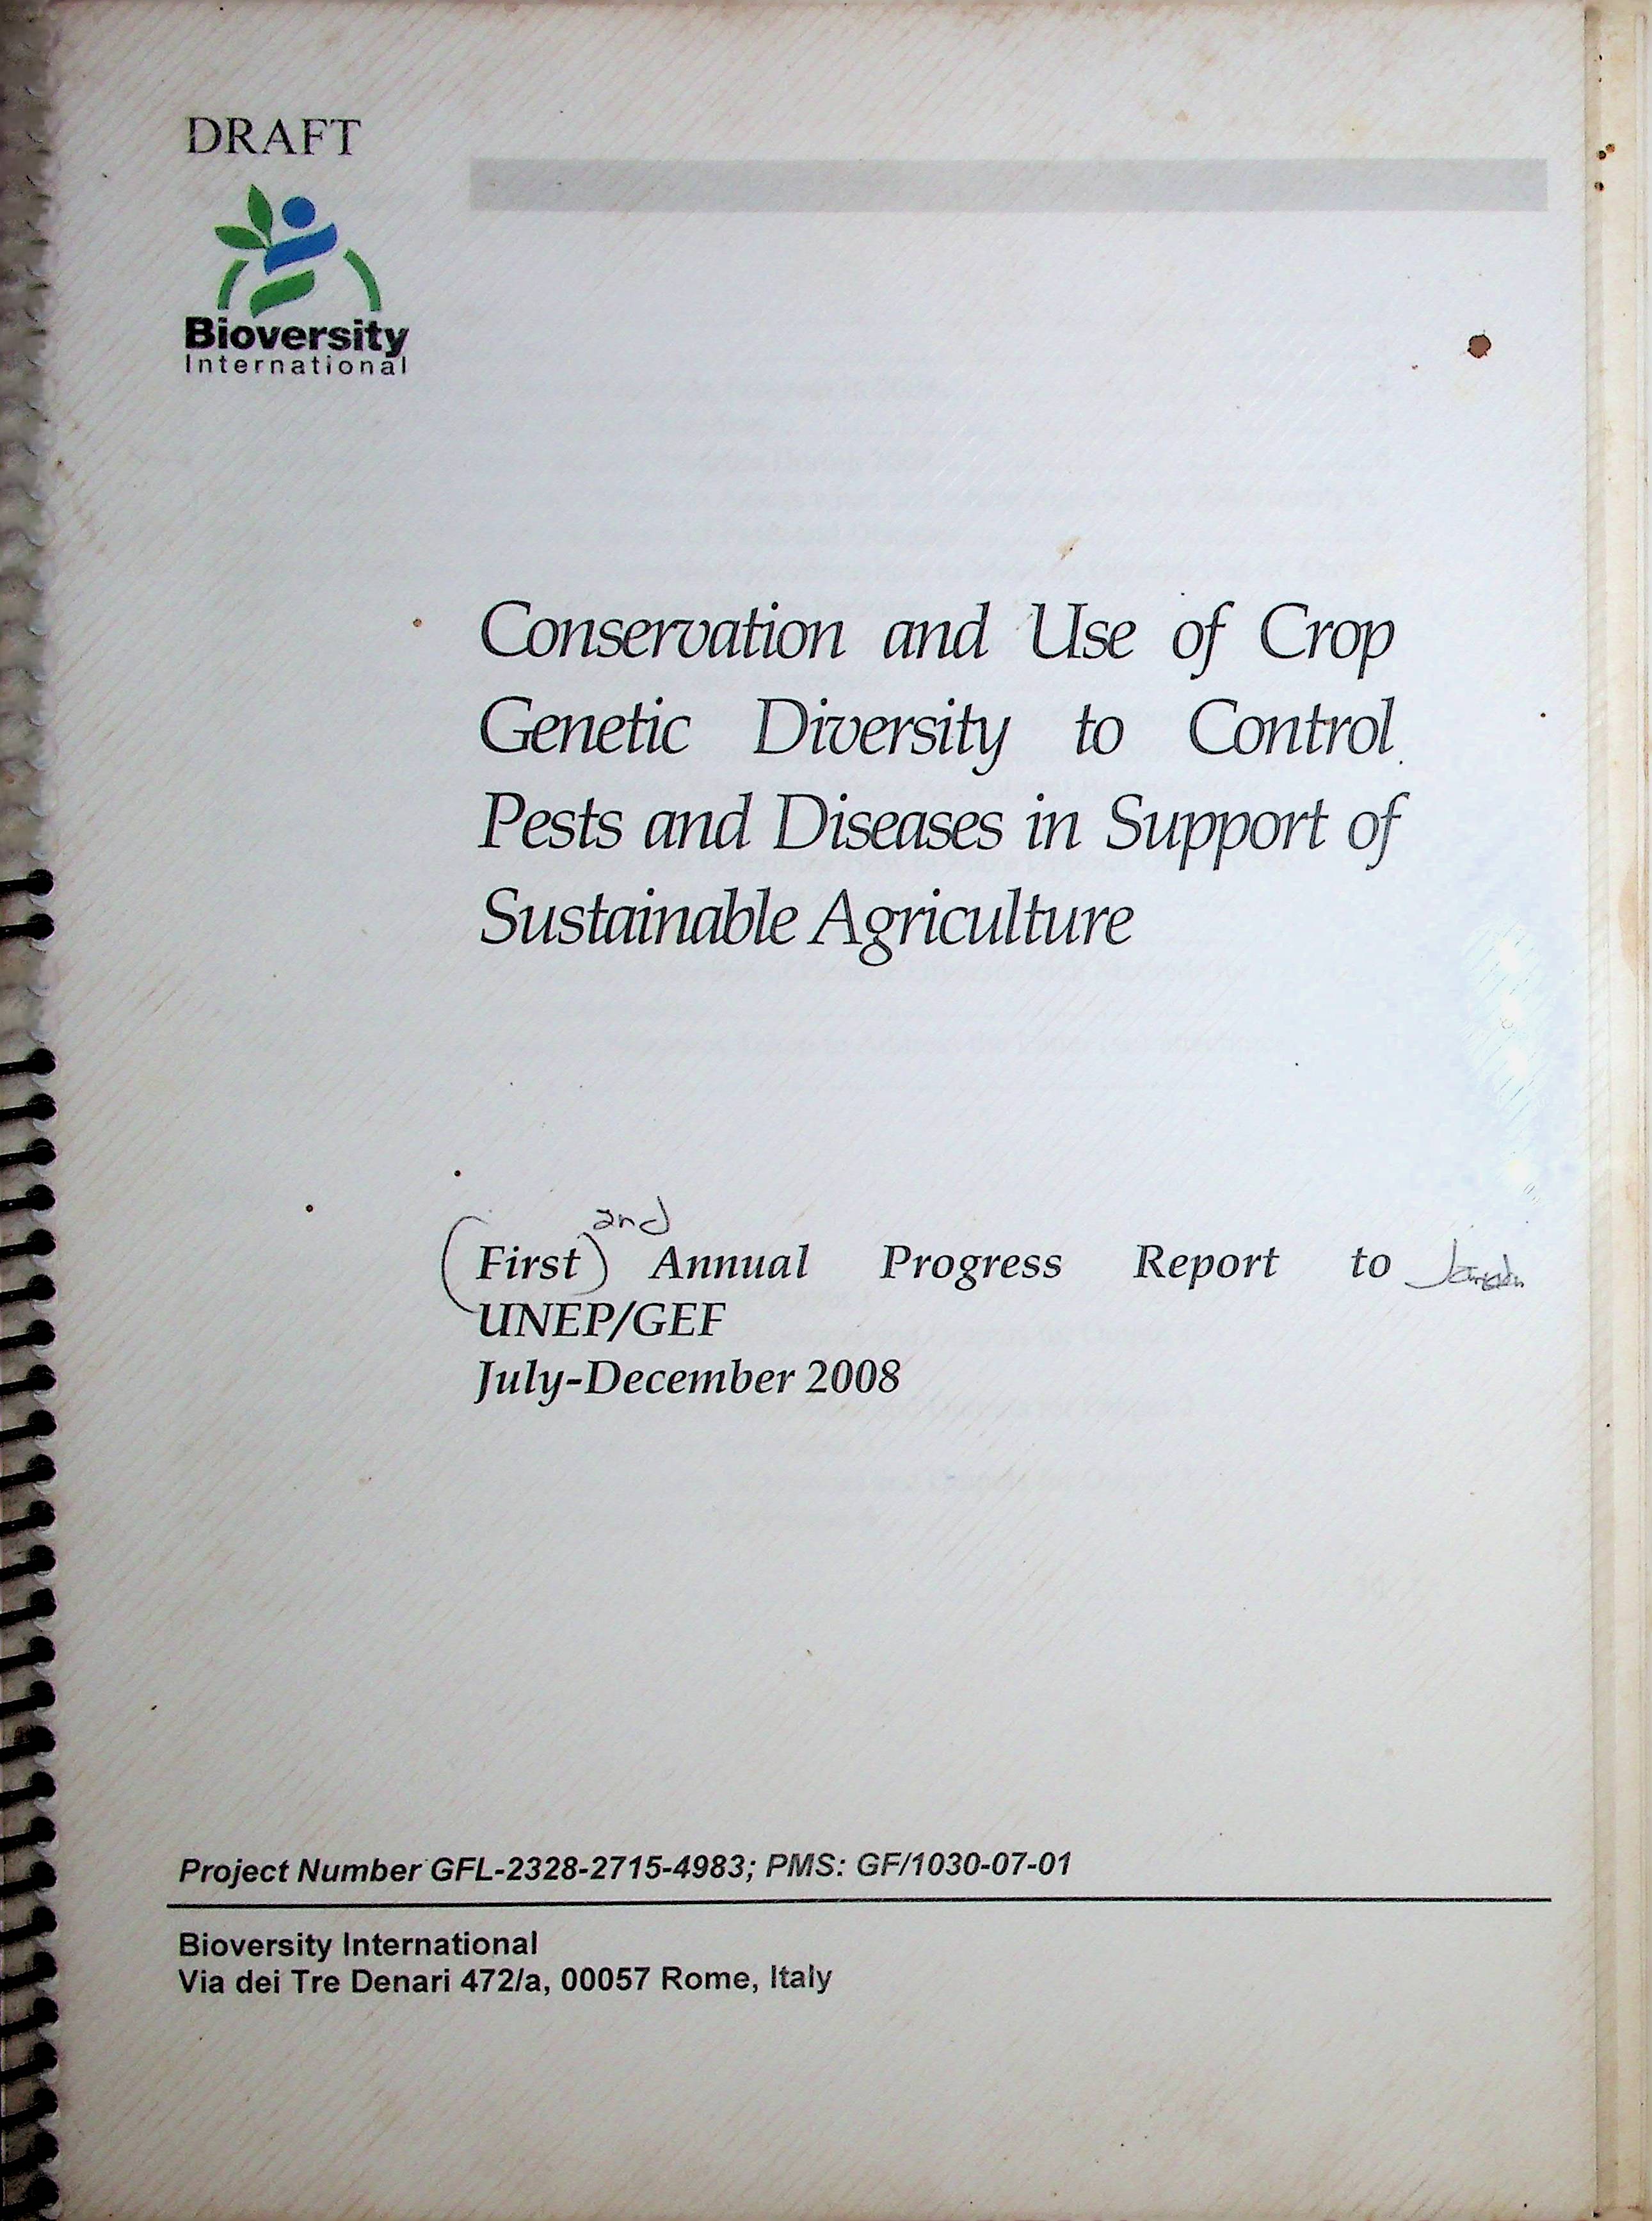 DRAFT
Bioversity
International
Conservation and Use of Crop
Genetic Diversity to Control
Pests and Diseases in Support of
Sustainable Agriculture
and
(First) Annual Progress Report to
UNEP/GEF
July-December 2008
Project Number GFL-2328-2715-4983; PMS: GF/1030-07-01
Bioversity International
Via dei Tre Denari 472/a, 00057 Rome, Italy